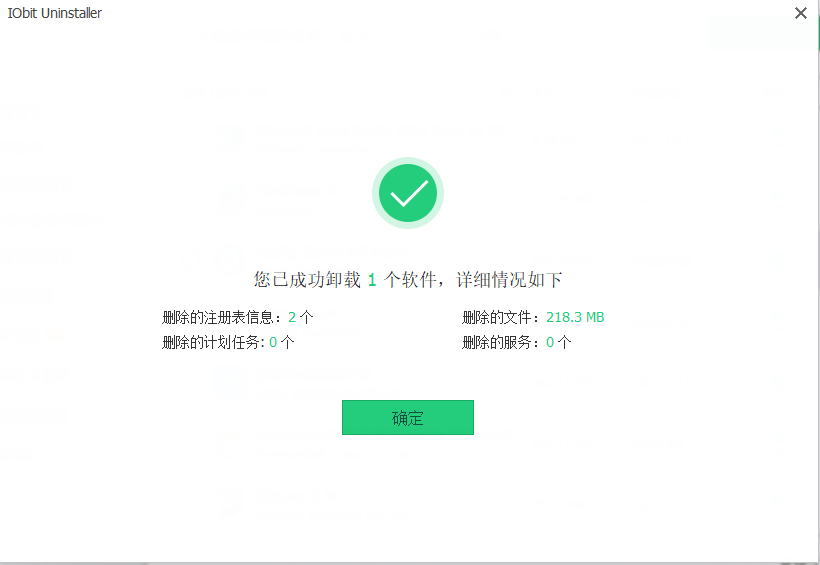 IObit Uninstaller
您已成功卸载 1 个软件，详细情况如下
删除的注册表信息：2 个 删除的文件：218.3 MB
删除的计划任务: 0 个 删除的服务：0 个
确定